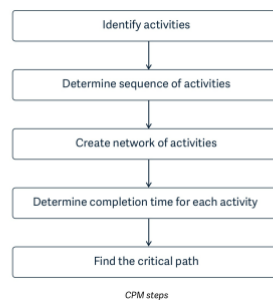 Identify activities
Determine sequence of activities
Create network of activities
Determine completion time for each activity
Find the critical path
CPM steps